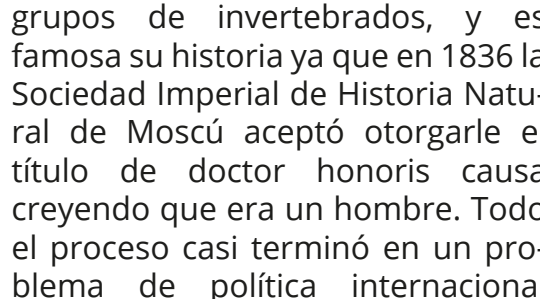 grupos de invertebrados, y es
famosa su historia ya que en 1836 la
Sociedad Imperial de Historia Natu-
ral de Moscú aceptó otorgarle el
título de doctor honoris causa
creyendo que era un hombre. Todo
el proceso casi terminó en un pro-
blema de política internacional